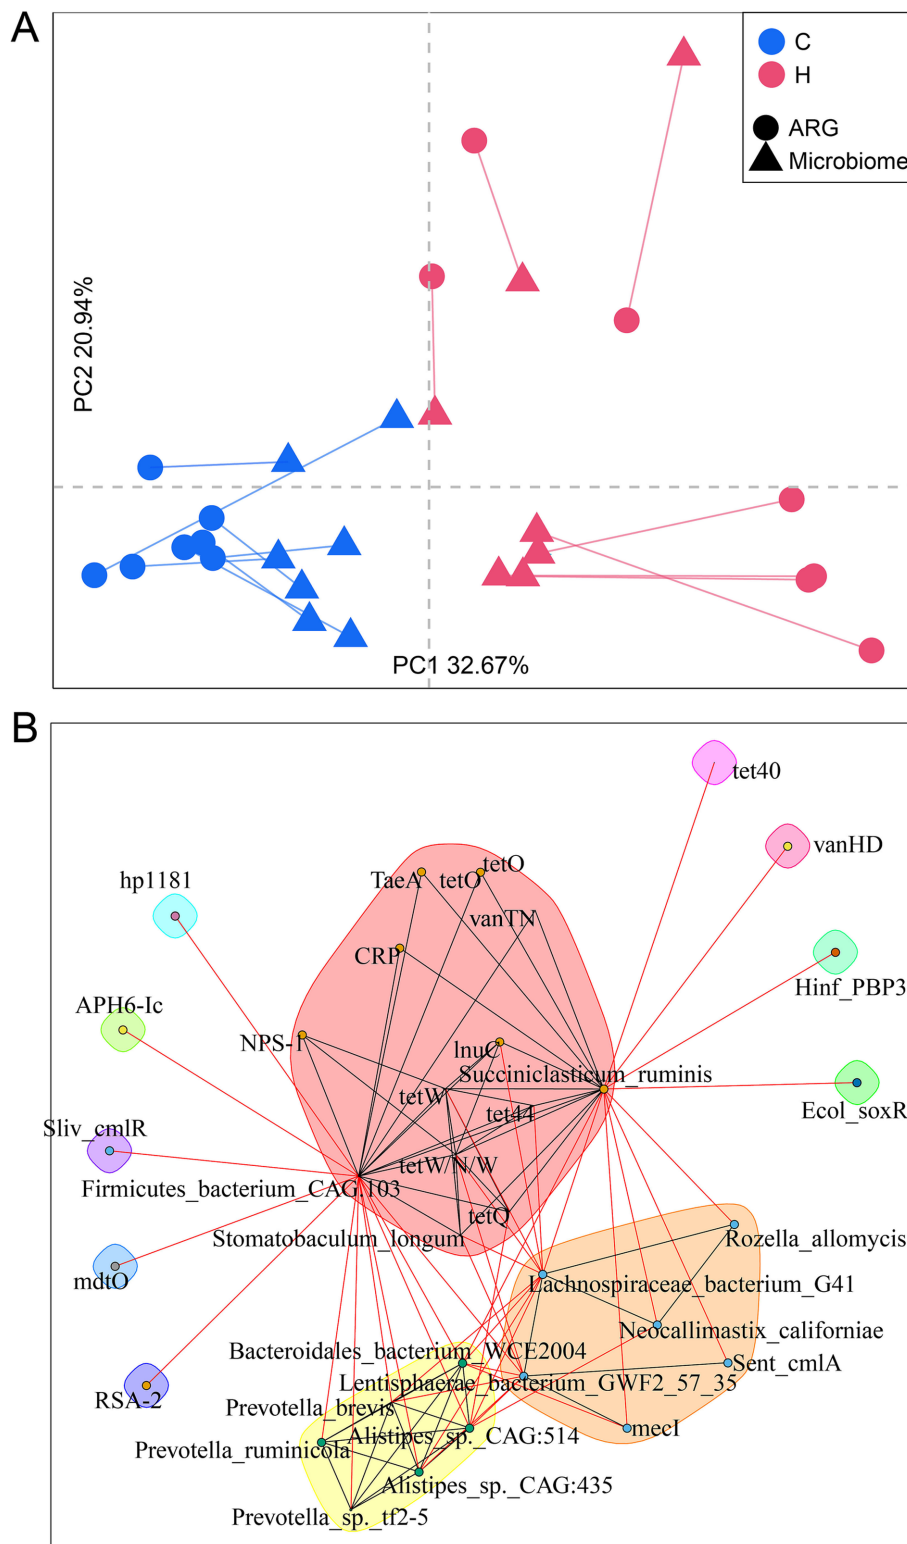 A
C
H
ARG
Microbiome
PC2 20.94%
PC1 32.67%
B
tet40
vanHD
hp1181
TaeA
tetO
tetO
vanTN
CRP
Hinf_PBP3
APH6-Ic
NPS-1
lnuC
Succiniclasticum_ruminis
tetW
tet44
Ecol_soxR
Sliv_cmlR
tetW/N/W
Firmicutes_bacterium_CAG:103
tetQ
Stomatobaculum_longum
Rozella_allomycis
mdtO
Lachnospiraceae_bacterium_G41
Neocallimastix_californiae
Bacteroidales_bacterium_WCE2004
Sent_cmlA
Lentisphaerae_bacterium_GWF2_57_35
RSA-2
Prevotella_brevis
mecI
Alistipes_sp._CAG:514
Prevotella_ruminicola
Alistipes_sp._CAG:435
Prevotella_sp._tf2-5